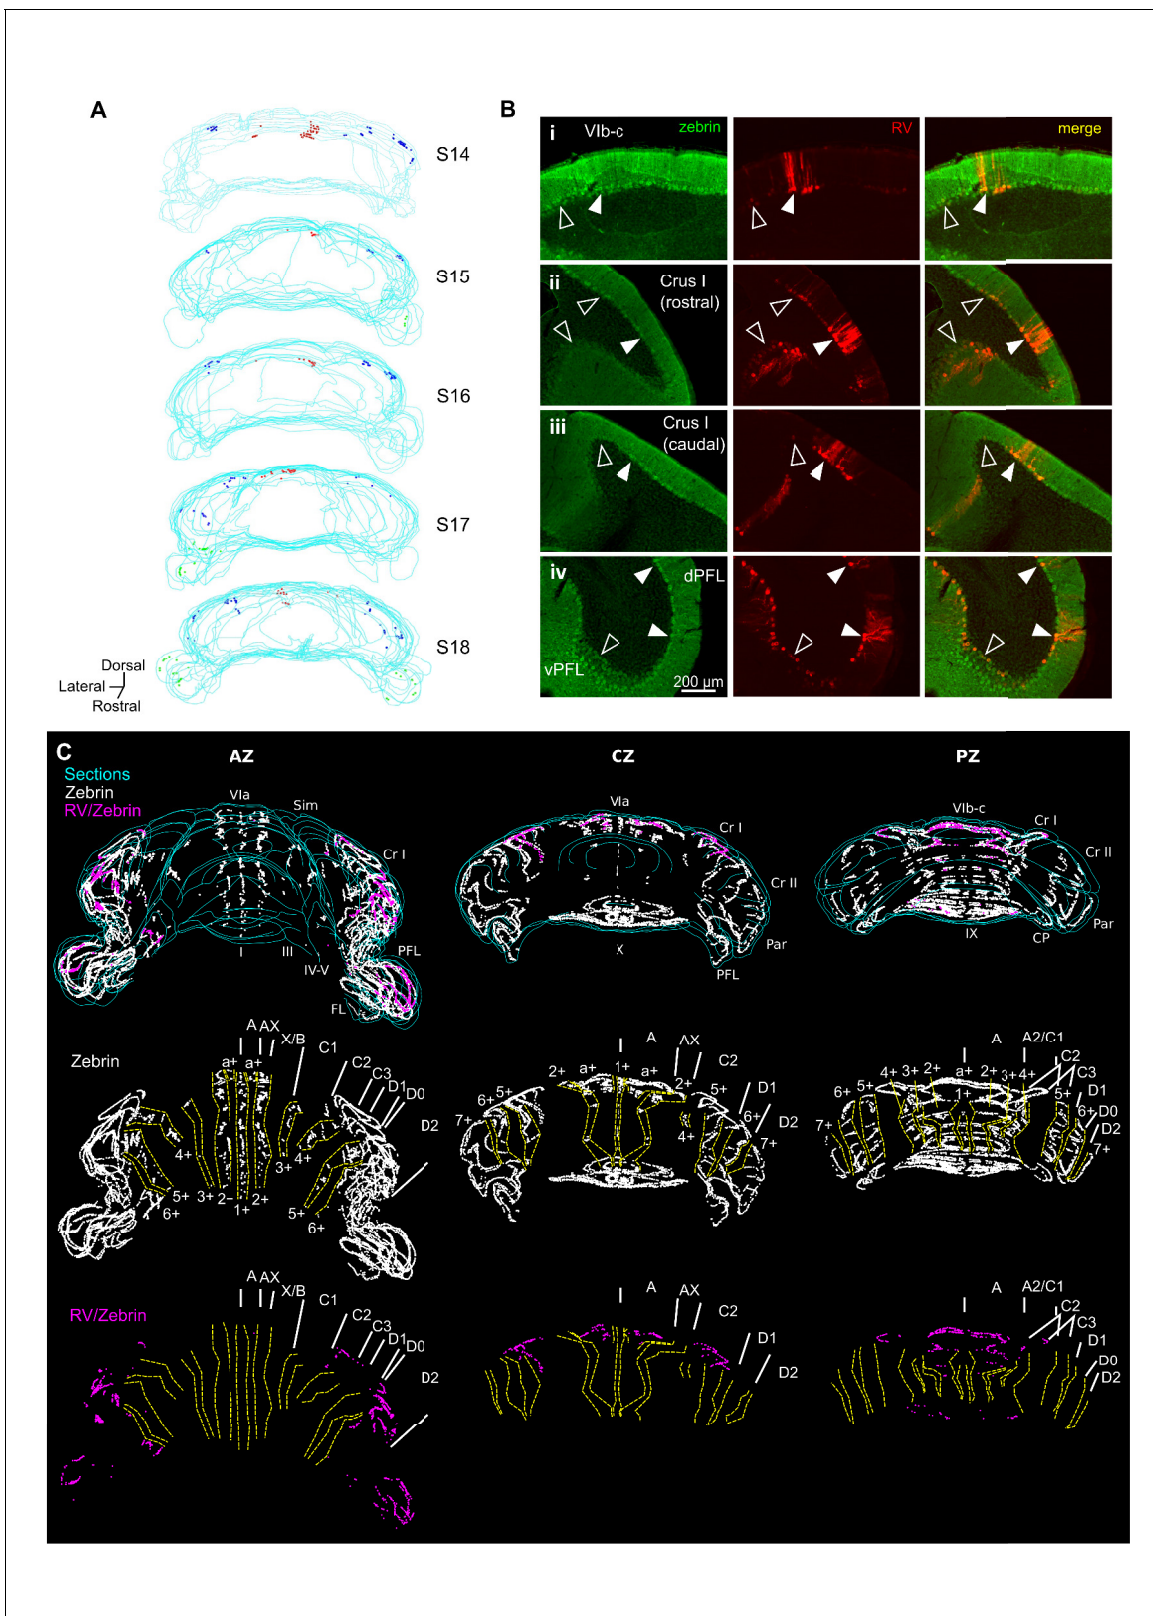 A
S14
S15
S16
S17
S18
Dorsal
Lateral
Rostral
B
i VIb-c zebrin RV merge
ii Crus I
(rostral)
iii Crus I
(caudal)
iv dPFL
vPFL
200 µm
C
Sections
Zebrin
RV/Zebrin
AZ CZ PZ
VIa Sim Cr I PFL I III IV-V FL
VIa Cr I Cr II Par X PFL
VIb-c Cr I Cr II Par IX CP
Zebrin
A AX X/B C1 C2 C3 D1 D0 D2
a+ a+ 4+ 3+ 4+ 5+ 6+ 3+ 2− 1+ 2+ 5+ 6+
A AX C2 D1 D2
2+ a+ 1+ a+ 2+ 5+ 5+ 6+ 7+ 4+ 6+ 7+
A A2/C1 C2 C3 D1 D0 D2
4+ 3+ 2+ 1+ 2+ 3+ 4+ 5+ 6+ 5+ 6+ 7+ 7+
RV/Zebrin
A AX X/B C1 C2 C3 D1 D0 D2
A AX C2 D1 D2
A A2/C1 C2 C3 D1 D0 D2